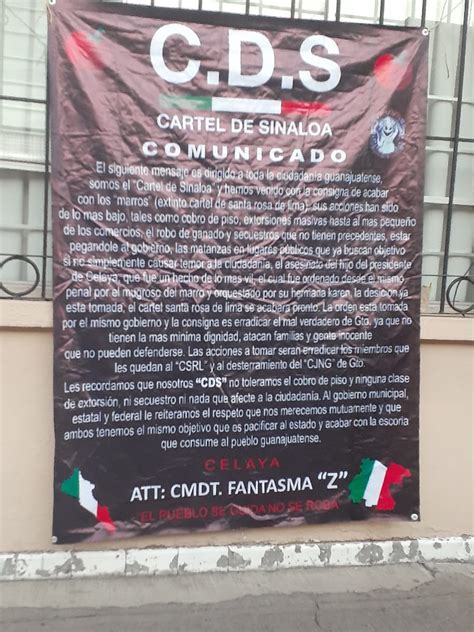 C.D.S
CARTEL DE SINALOA
COMUNICADO
El siguiente mensaje es dirigido a toda la ciudadanía guanajuatense,
somos el "Cartel de Sinaloa" y hemos venido con la consigna de acabar
con los "marros" (extinto cartel de santa rosa de lima), sus acciones han sido
de lo mas bajo, tales como cobro de piso, extorsiones masivas hasta al mas pequeño
de los comercios, el robo de ganado y secuestros que no tienen precedentes, estar
pegandole al gobierno, las matanzas en lugares públicos que ya buscan objetivo
si no simplemente causar temor a la ciudadanía, el asesinato del hijo del presidente
de Celaya, que fue un hecho de lo mas vil, el cual fue ordenado desde el mismo
penal por el mugroso del marro y orquestado por su hermana karen, la desición ya
esta tomada, el cartel santa rosa de lima se acabara pronto. La orden esta tomada
por el mismo gobierno y la consigna es erradicar el mal verdadero de Gto, ya que no
tienen la mas minima dignidad, atacan familias y gente inocente
que no pueden defenderse. Las acciones a tomar seran erradicar los miembros que
les quedan al "CSRL" y al desterramiento del "CJNG" de Gto.
Les recordamos que nosotros "CDS" no toleramos el cobro de piso y ninguna clase
de extorsión, ni secuestro ni nada que afecte a la ciudadanía. Al gobierno municipal,
estatal y federal le reiteramos el respeto que nos merecemos mutuamente y que
ambos tenemos el mismo objetivo que es pacificar al estado y acabar con la escoria
que consume al pueblo guanajuatense.
CELAYA
ATT: CMDT. FANTASMA "Z"
"EL PUEBLO SE CUIDA NO SE ROBA"